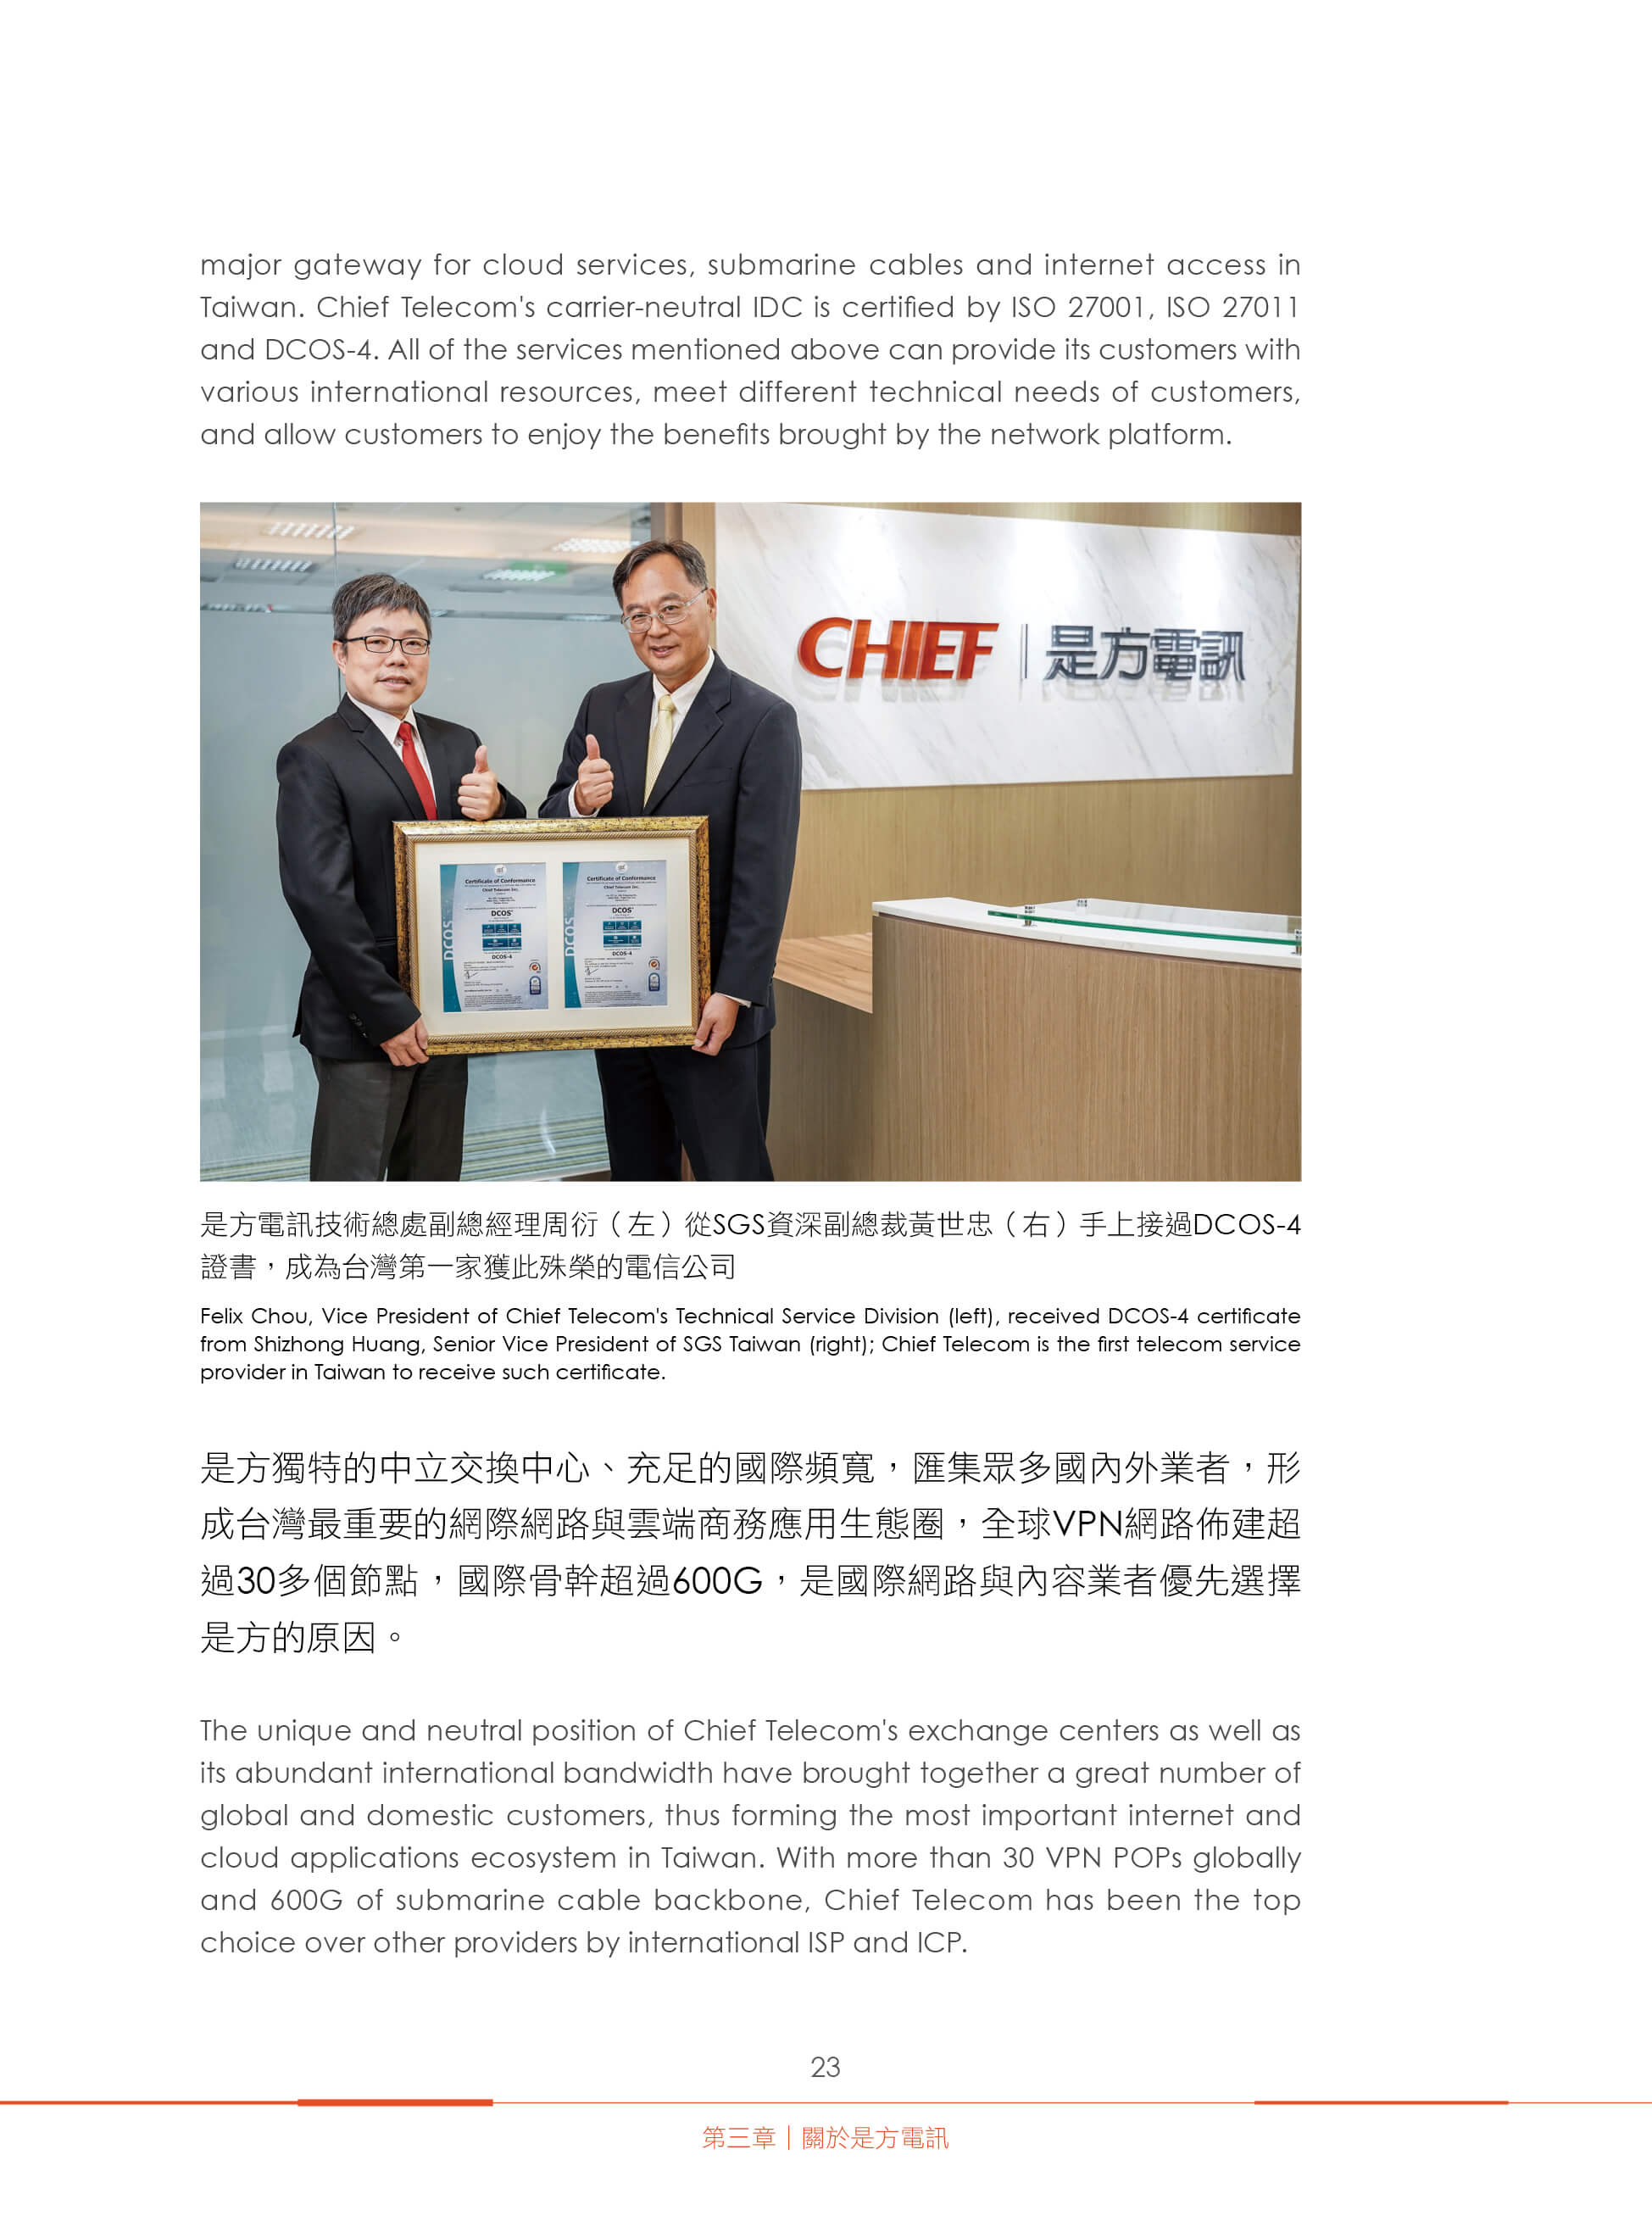 major gateway for cloud services, submarine cables and internet access in
Taiwan. Chief Telecom's carrier-neutral IDC is certified by ISO 27001, ISO 27011
and DCOS-4. All of the services mentioned above can provide its customers with
various international resources, meet different technical needs of customers,
and allow customers to enjoy the benefits brought by the network platform.
CHIEF | 是方電訊
Certificate of Conformance
Chief Telecom Inc.
DCOS
DCOS-4
DCOS
Certificate of Conformance
Chief Telecom Inc.
DCOS
DCOS-4
DCOS
是方電訊技術總處副總經理周衍（左）從SGS資深副總裁黃世忠（右）手上接過DCOS-4
證書，成為台灣第一家獲此殊榮的電信公司
Felix Chou, Vice President of Chief Telecom's Technical Service Division (left), received DCOS-4 certificate
from Shizhong Huang, Senior Vice President of SGS Taiwan (right); Chief Telecom is the first telecom service
provider in Taiwan to receive such certificate.
是方獨特的中立交換中心、充足的國際頻寬，匯集眾多國內外業者，形
成台灣最重要的網際網路與雲端商務應用生態圈，全球VPN網路佈建超
過30多個節點，國際骨幹超過600G，是國際網路與內容業者優先選擇
是方的原因。
The unique and neutral position of Chief Telecom's exchange centers as well as
its abundant international bandwidth have brought together a great number of
global and domestic customers, thus forming the most important internet and
cloud applications ecosystem in Taiwan. With more than 30 VPN POPs globally
and 600G of submarine cable backbone, Chief Telecom has been the top
choice over other providers by international ISP and ICP.
23
第三章｜關於是方電訊